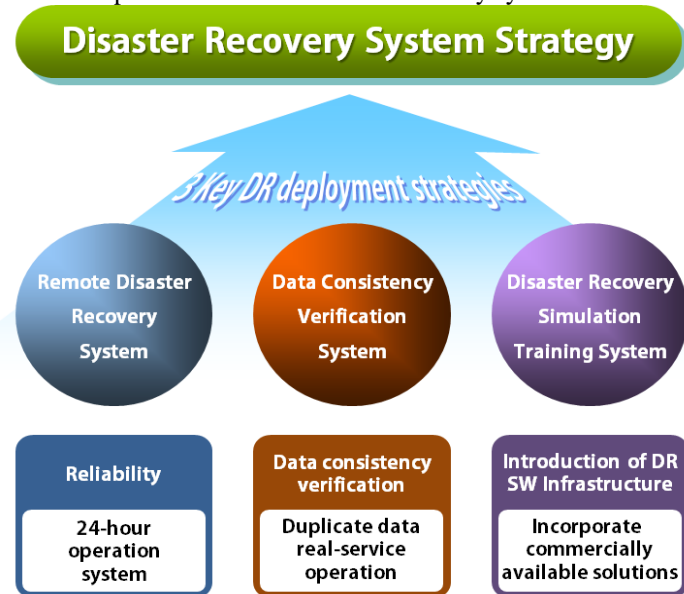 Disaster Recovery System Strategy
3 Key DR deployment strategies
Remote Disaster
Recovery
System
Data Consistency
Verification
System
Disaster Recovery
Simulation
Training System
Reliability
24-hour
operation
system
Data consistency
verification
Duplicate data
real-service
operation
Introduction of DR
SW Infrastructure
Incorporate
commercially
available solutions